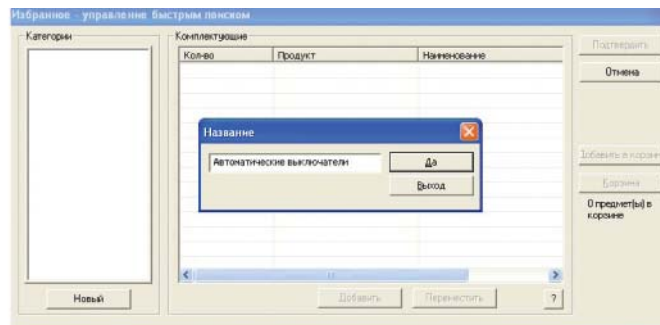 Избранное - управление быстрым поиском
Категории
Комплектующие
Кол-во Продукт Наименование
Подтвердить
Отмена
Название
Автоматические выключатели
Да
Выход
Добавить в корзин
Корзина
0 предмет(ы) в
корзине
Новый
Добавить
Переместить
?